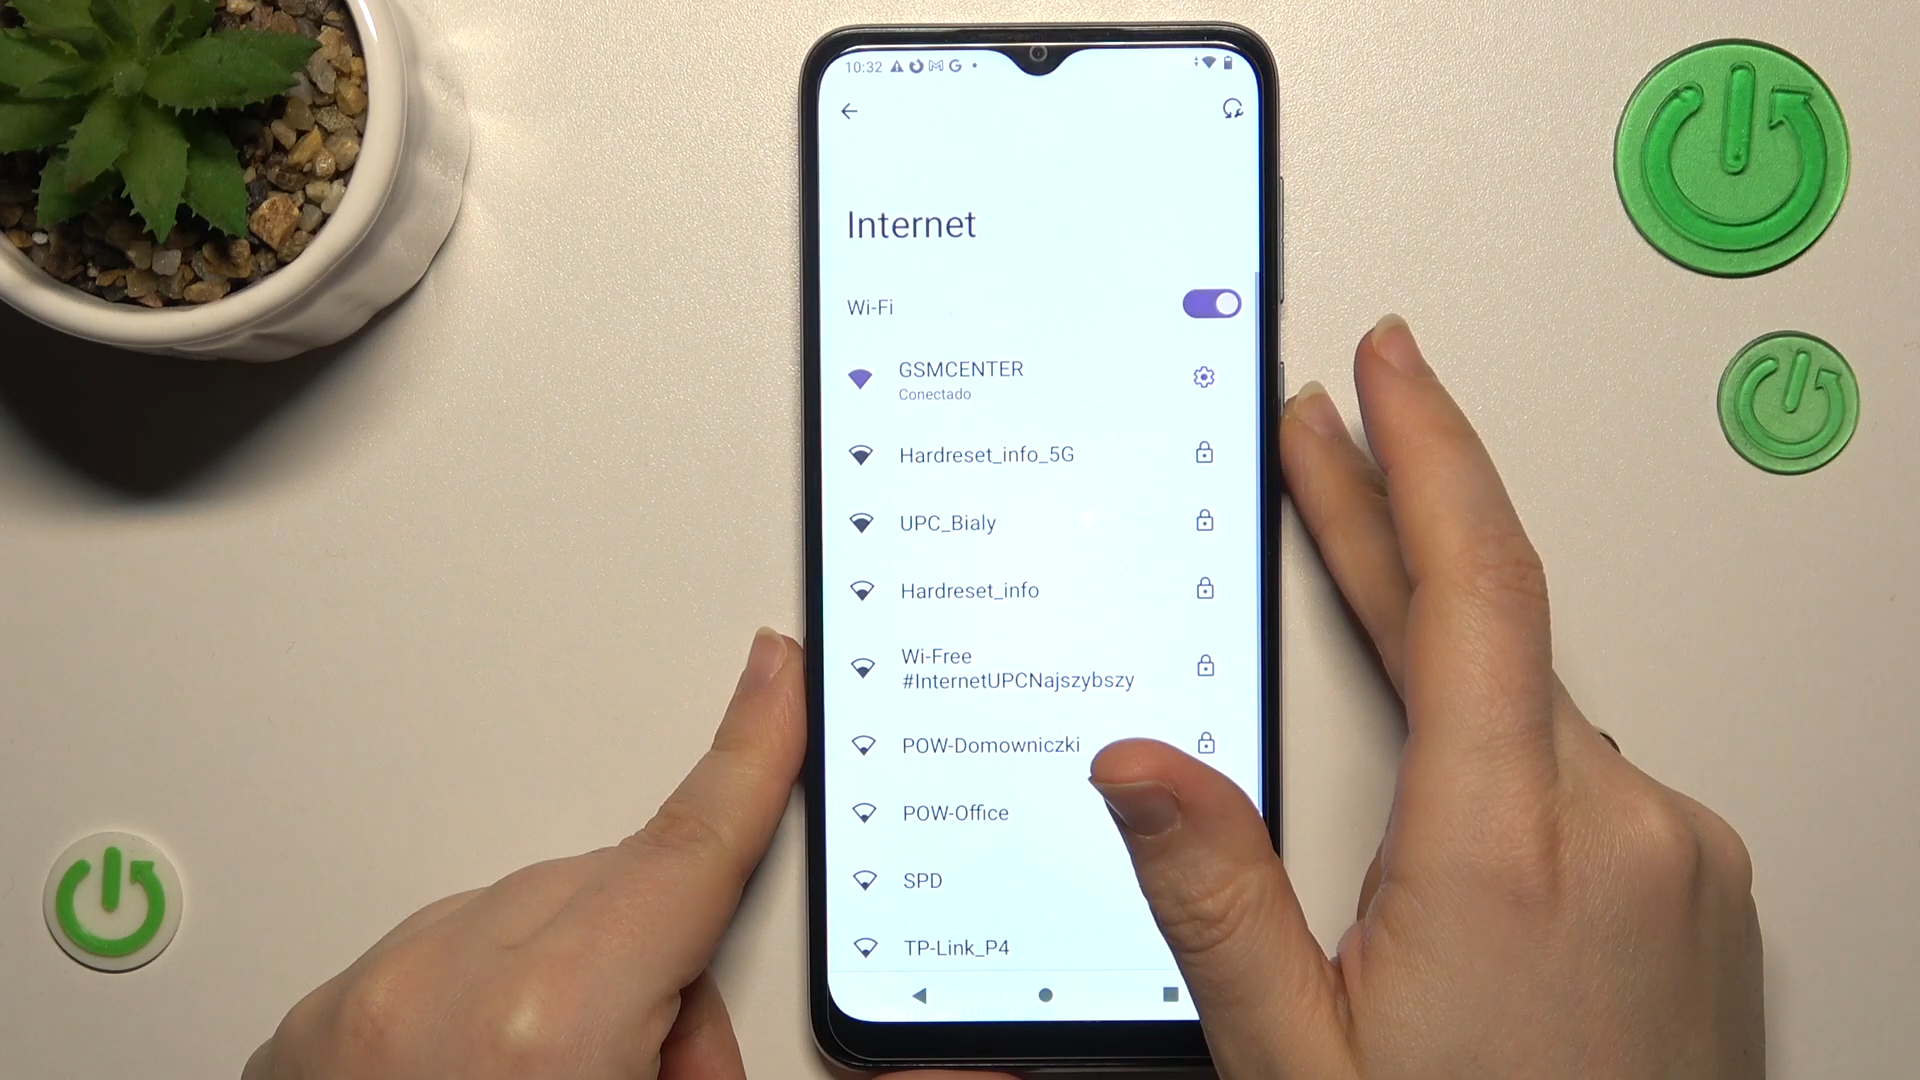 10:32
Internet
Wi-Fi
GSMCENTER
Conectado
Hardreset_info_5G
UPC_Bialy
Hardreset_info
Wi-Free
#InternetUPCNajszybszy
POW-Domowniczki
POW-Office
SPD
TP-Link_P4